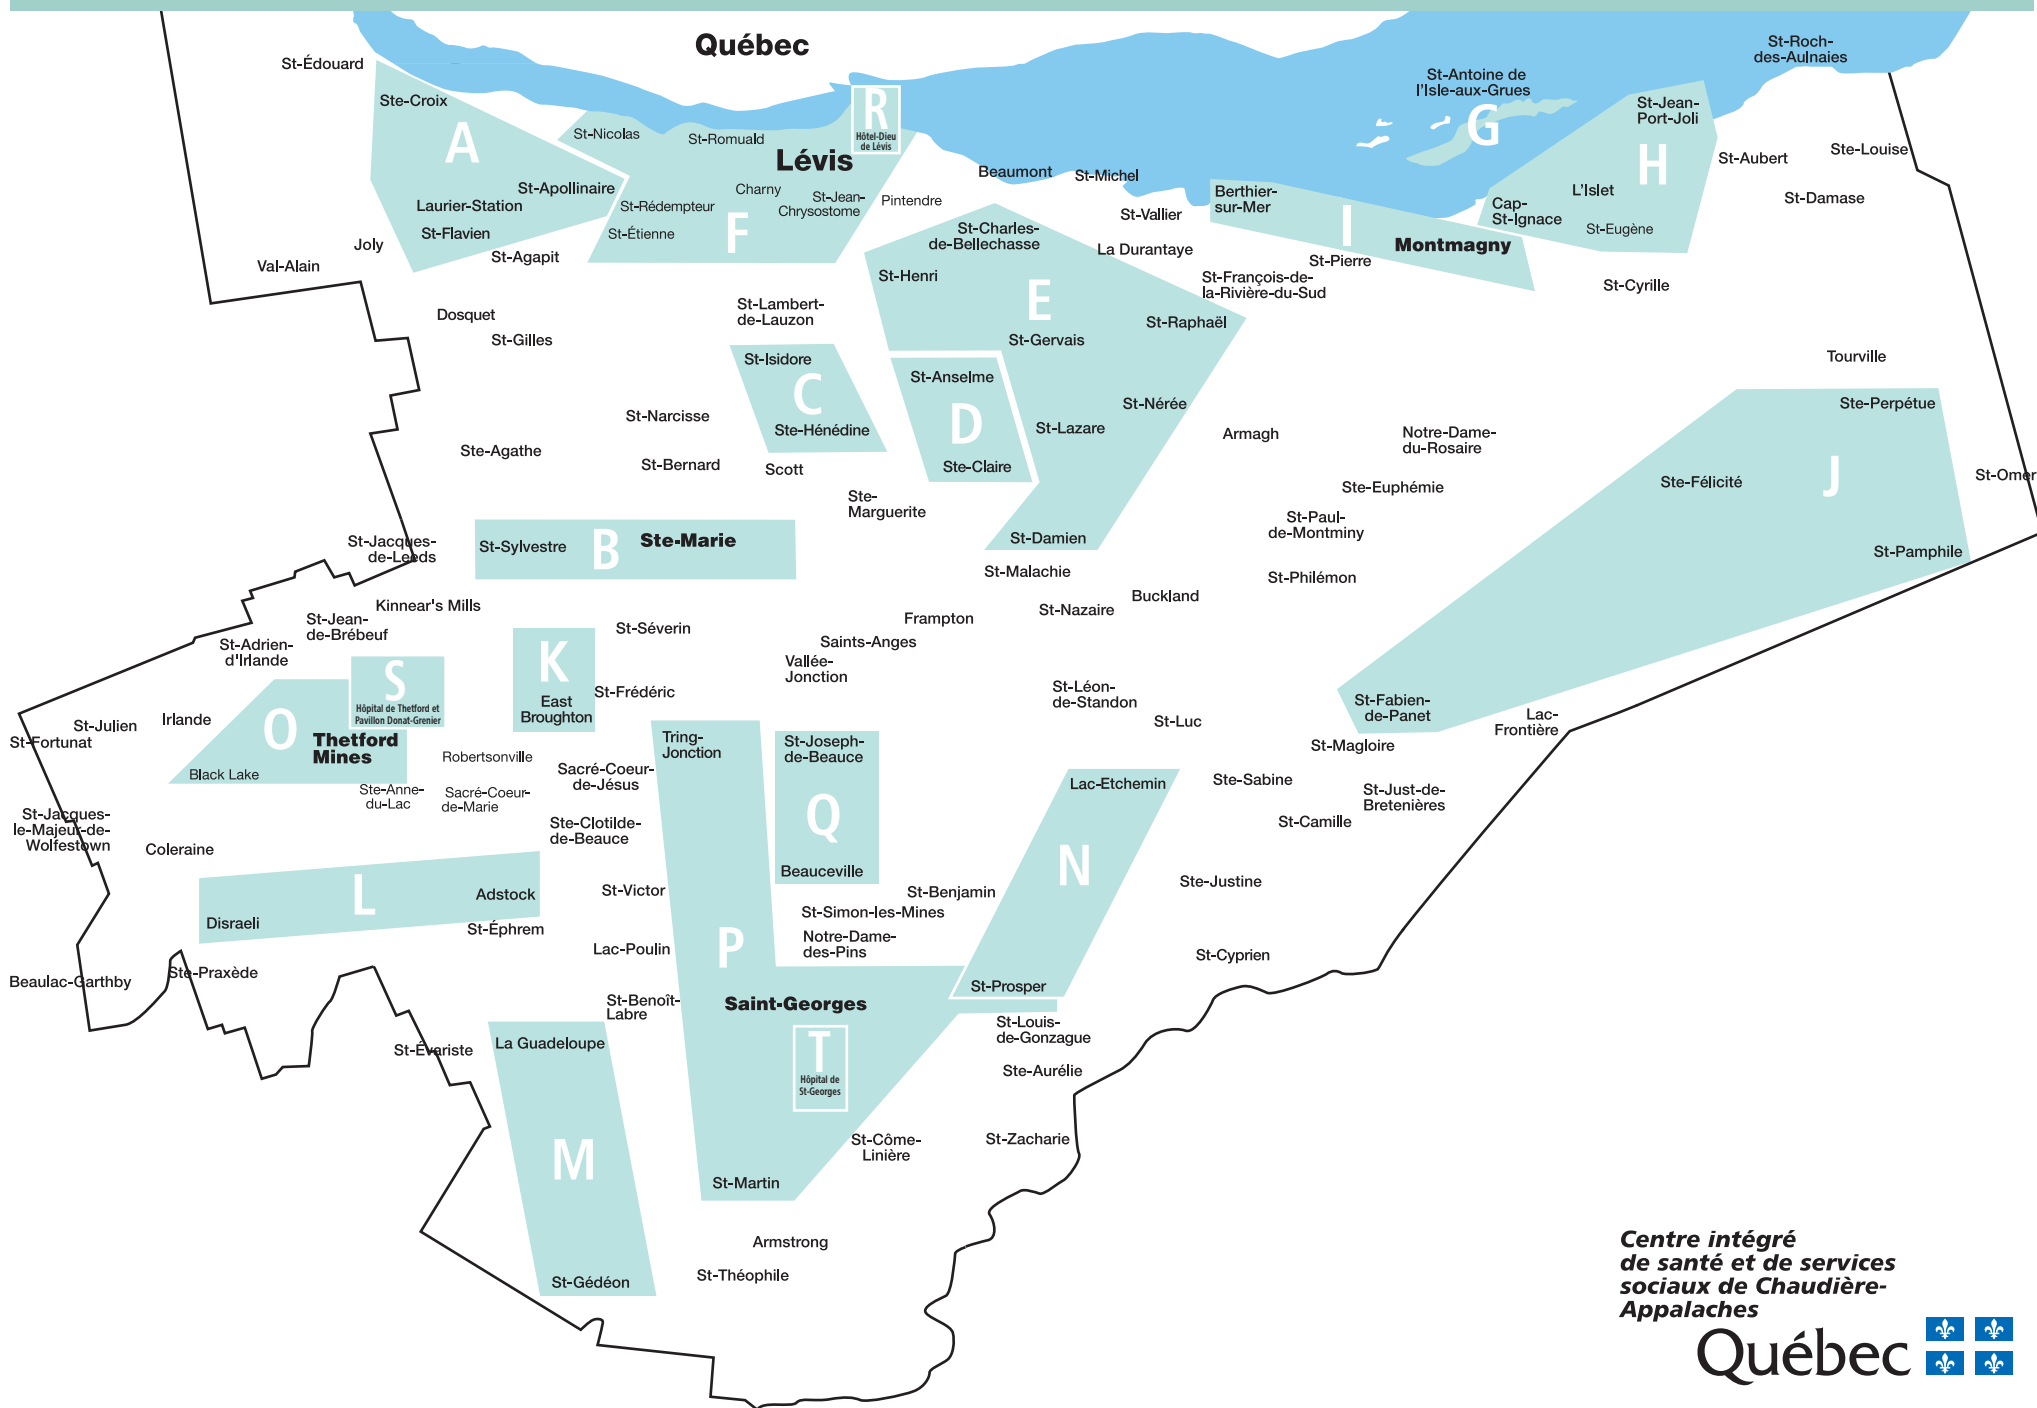 Québec
St-Roch-
des-Aulnaies
St-Édouard
St-Antoine de
l'Isle-aux-Grues
Ste-Croix
A
R
Hôtel-Dieu
de Lévis
G
St-Jean-
Port-Joli
St-Nicolas
St-Romuald
Lévis
H
St-Aubert
Ste-Louise
St-Apollinaire
Charny
St-Jean-
Chrysostome
Pintendre
Beaumont
St-Michel
Berthier-
sur-Mer
L'Islet
St-Damase
Laurier-Station
St-Rédempteur
St-Vallier
Cap-
St-Ignace
St-Flavien
St-Étienne
F
St-Charles-
de-Bellechasse
I
St-Eugène
Joly
La Durantaye
Montmagny
Val-Alain
St-Agapit
St-Henri
St-Pierre
St-François-de-
la-Rivière-du-Sud
St-Cyrille
Dosquet
St-Lambert-
de-Lauzon
E
St-Raphaël
St-Gilles
St-Gervais
St-Isidore
Tourville
C
St-Anselme
St-Narcisse
St-Nérée
Ste-Perpétue
Ste-Hénédine
D
St-Lazare
Armagh
Notre-Dame-
du-Rosaire
Ste-Agathe
St-Bernard
Scott
Ste-Claire
J
Ste-Félicité
St-Omer
Ste-
Marguerite
Ste-Euphémie
St-Paul-
de-Montminy
St-Jacques-
de-Leeds
St-Sylvestre
B
Ste-Marie
St-Damien
St-Pamphile
St-Malachie
St-Philémon
Kinnear's Mills
St-Nazaire
Buckland
St-Jean-
de-Brébeuf
St-Séverin
Frampton
St-Adrien-
d'Irlande
Saints-Anges
S
Hôpital de Thetford et
Pavillon Donat-Grenier
K
East
Broughton
Vallée-
Jonction
St-Frédéric
St-Léon-
de-Standon
St-Fabien-
de-Panet
St-Fortunat
St-Julien
Irlande
O
Thetford
Mines
St-Luc
Lac-
Frontière
Tring-
Jonction
St-Joseph-
de-Beauce
St-Magloire
Black Lake
Robertsonville
Sacré-Coeur-
de-Jésus
Lac-Etchemin
Ste-Sabine
Ste-Anne-
du-Lac
Sacré-Coeur-
de-Marie
St-Just-de-
Bretenières
St-Jacques-
le-Majeur-de-
Wolfestown
Ste-Clotilde-
de-Beauce
Q
St-Camille
Coleraine
Beauceville
N
L
Adstock
St-Victor
St-Benjamin
Ste-Justine
Disraeli
St-Éphrem
St-Simon-les-Mines
Lac-Poulin
P
Notre-Dame-
des-Pins
St-Cyprien
Beaulac-Garthby
Ste-Praxède
St-Prosper
St-Benoît-
Labre
Saint-Georges
St-Évariste
La Guadeloupe
St-Louis-
de-Gonzague
T
Hôpital de
St-Georges
Ste-Aurélie
M
St-Côme-
Linière
St-Zacharie
St-Martin
Armstrong
St-Gédéon
St-Théophile
Centre intégré
de santé et de services
sociaux de Chaudière-
Appalaches
Québec